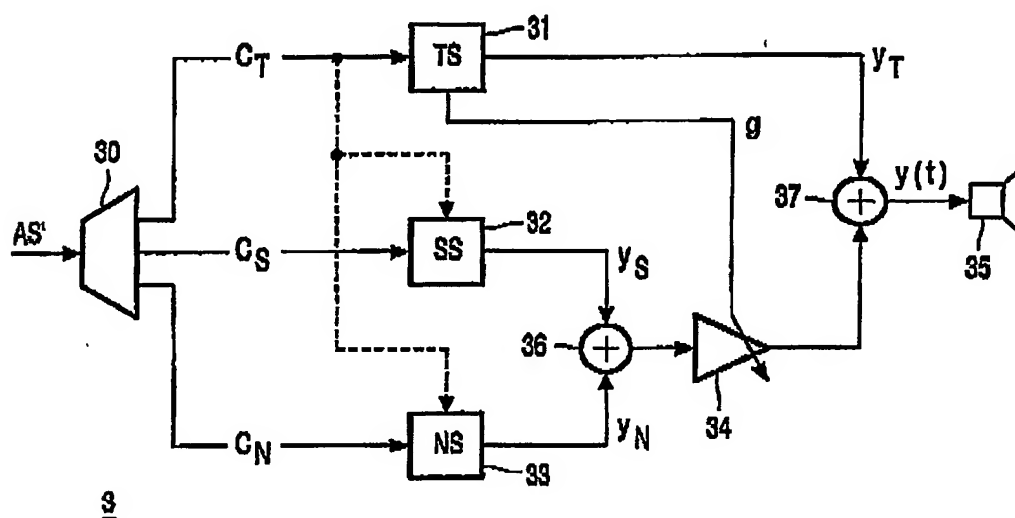 31
C_T
TS
y_T
30
g
37
y(t)
AS'
32
35
C_S
SS
y_S
36
+
+
34
C_N
NS
y_N
33
3